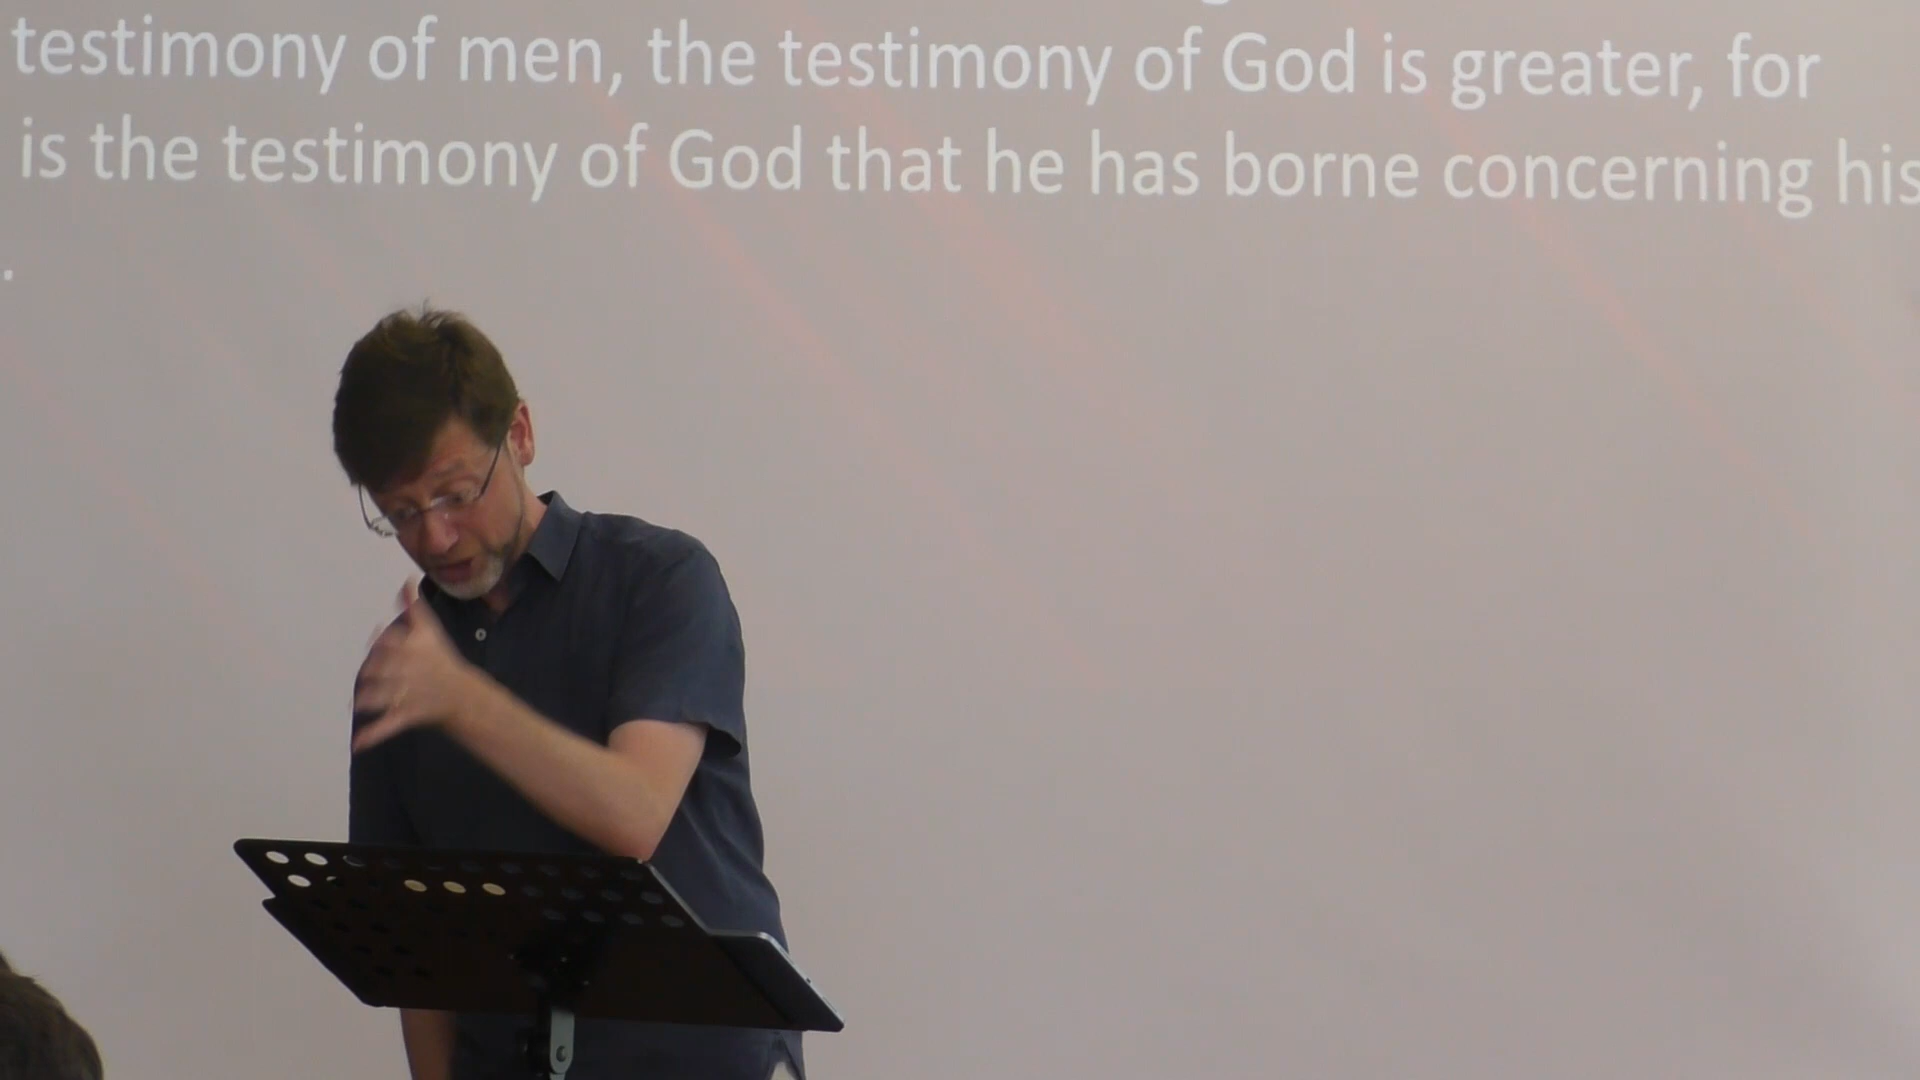 testimony of men, the testimony of God is greater, for
is the testimony of God that he has borne concerning his
.